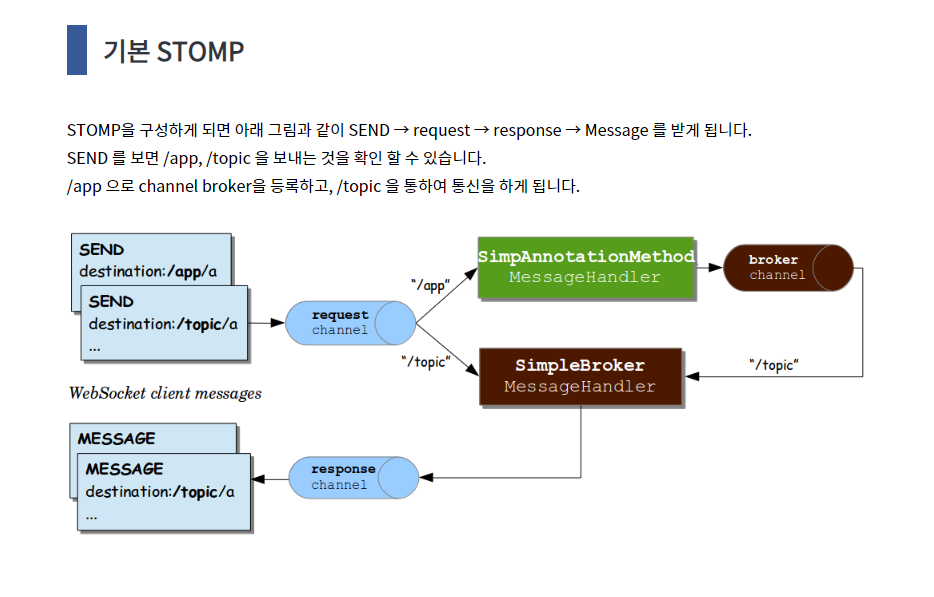 기본 STOMP
STOMP을 구성하게 되면 아래 그림과 같이 SEND → request → response → Message 를 받게 됩니다.
SEND 를 보면 /app, /topic 을 보내는 것을 확인 할 수 있습니다.
/app 으로 channel broker을 등록하고, /topic 을 통하여 통신을 하게 됩니다.
SEND
destination:/app/a
SEND
destination:/topic/a
...
request
channel
"/app"
"/topic"
SimpAnnotationMethod
MessageHandler
broker
channel
SimpleBroker
MessageHandler
"/topic"
WebSocket client messages
MESSAGE
MESSAGE
destination:/topic/a
...
response
channel